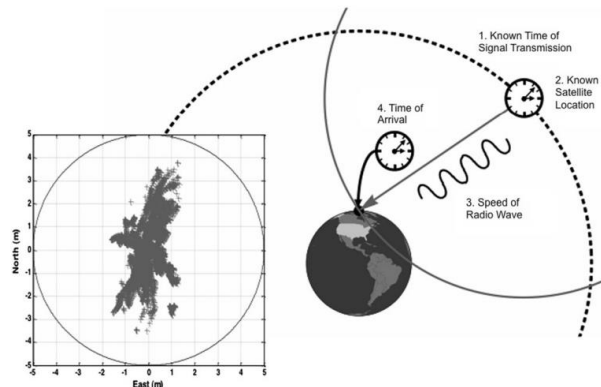 1. Known Time of
Signal Transmission
2. Known
Satellite
Location
4. Time of
Arrival
3. Speed of
Radio Wave
5
4
3
2
1
0
-1
-2
-3
-4
-5
North (m)
-5 -4 -3 -2 -1 0 1 2 3 4 5
East (m)